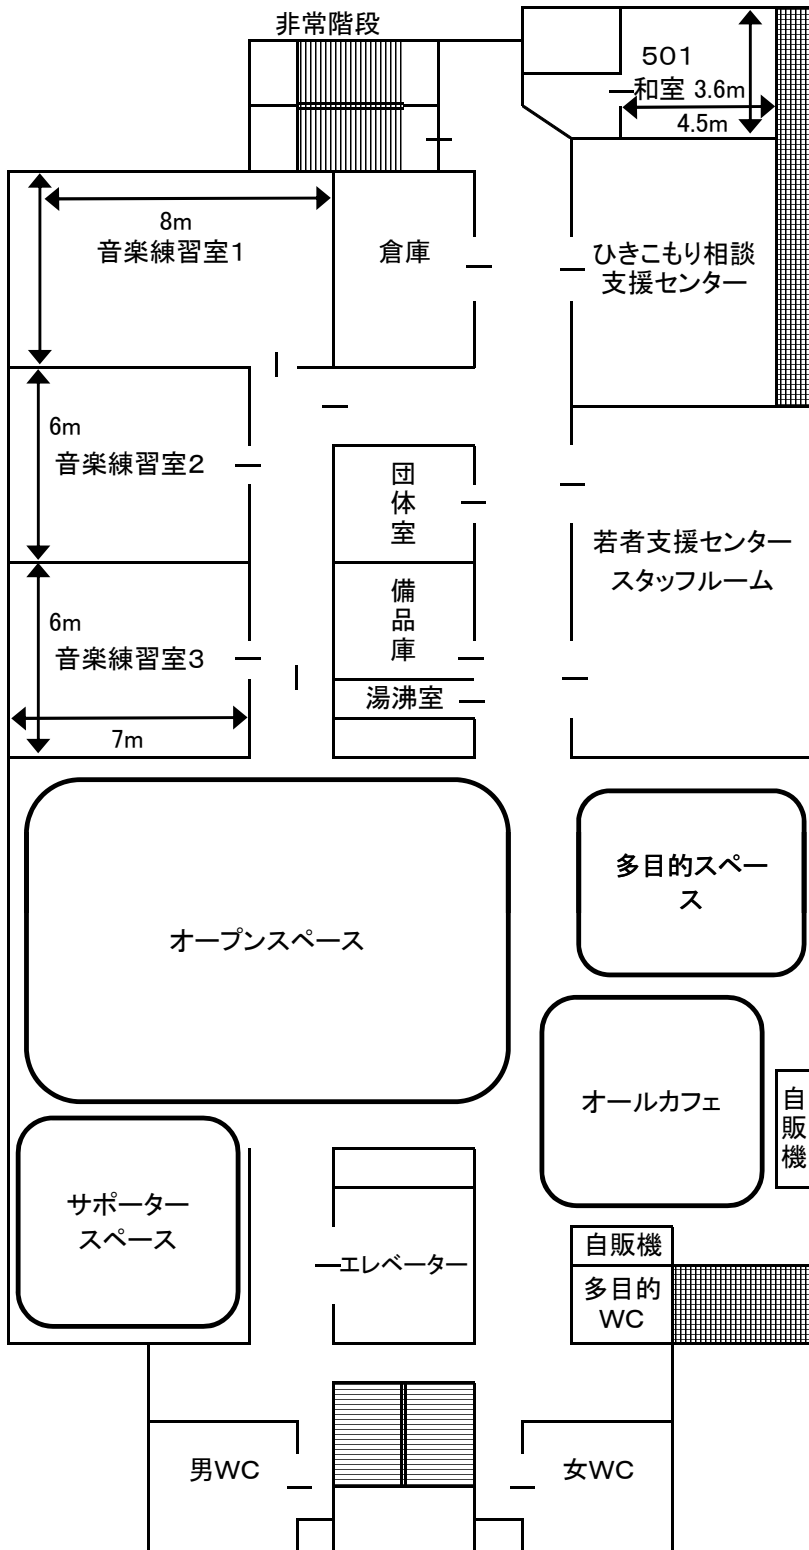 非常階段
501
和室 3.6m
4.5m
8m
音楽練習室1
倉庫
ひきこもり相談
支援センター
6m
音楽練習室2
団
体
室
若者支援センター
スタッフルーム
6m
音楽練習室3
備
品
庫
湯沸室
7m
多目的スペー
ス
オープンスペース
オールカフェ
自
販
機
サポーター
スペース
エレベーター
自販機
多目的
WC
男WC
女WC